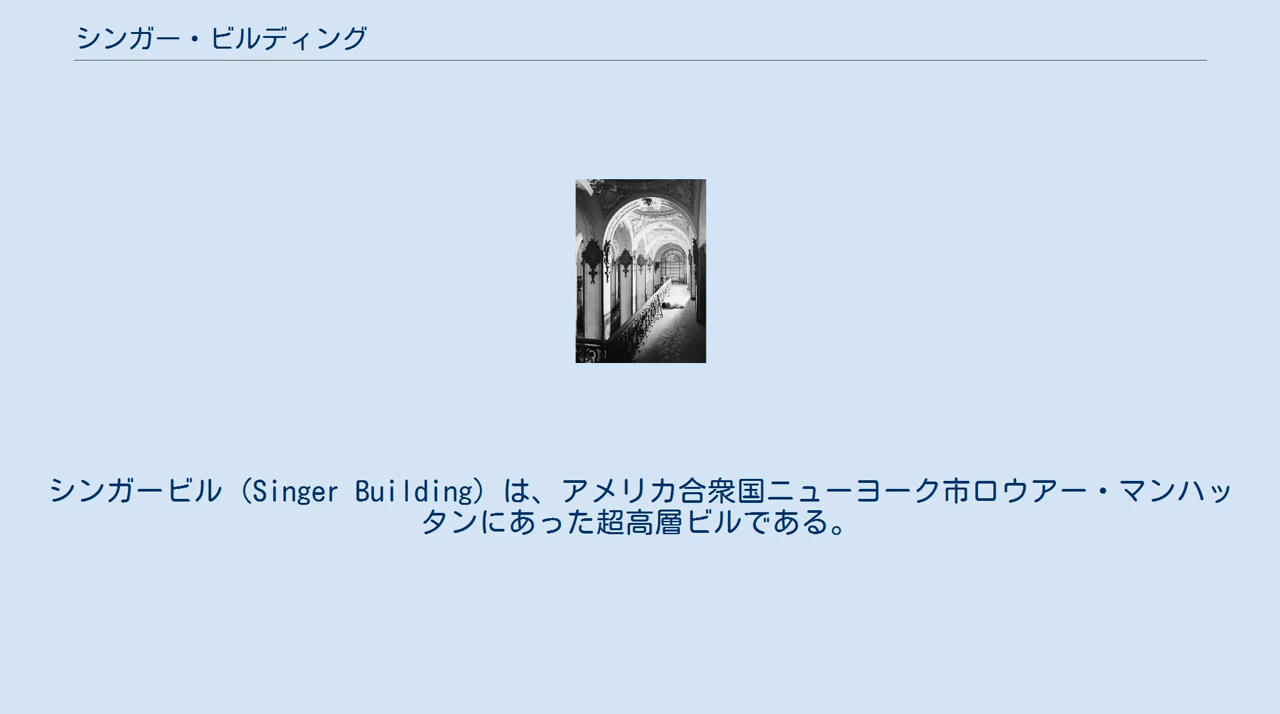 シンガー・ビルディング
シンガービル（Singer Building）は、アメリカ合衆国ニューヨーク市ロウアー・マンハッ
タンにあった超高層ビルである。